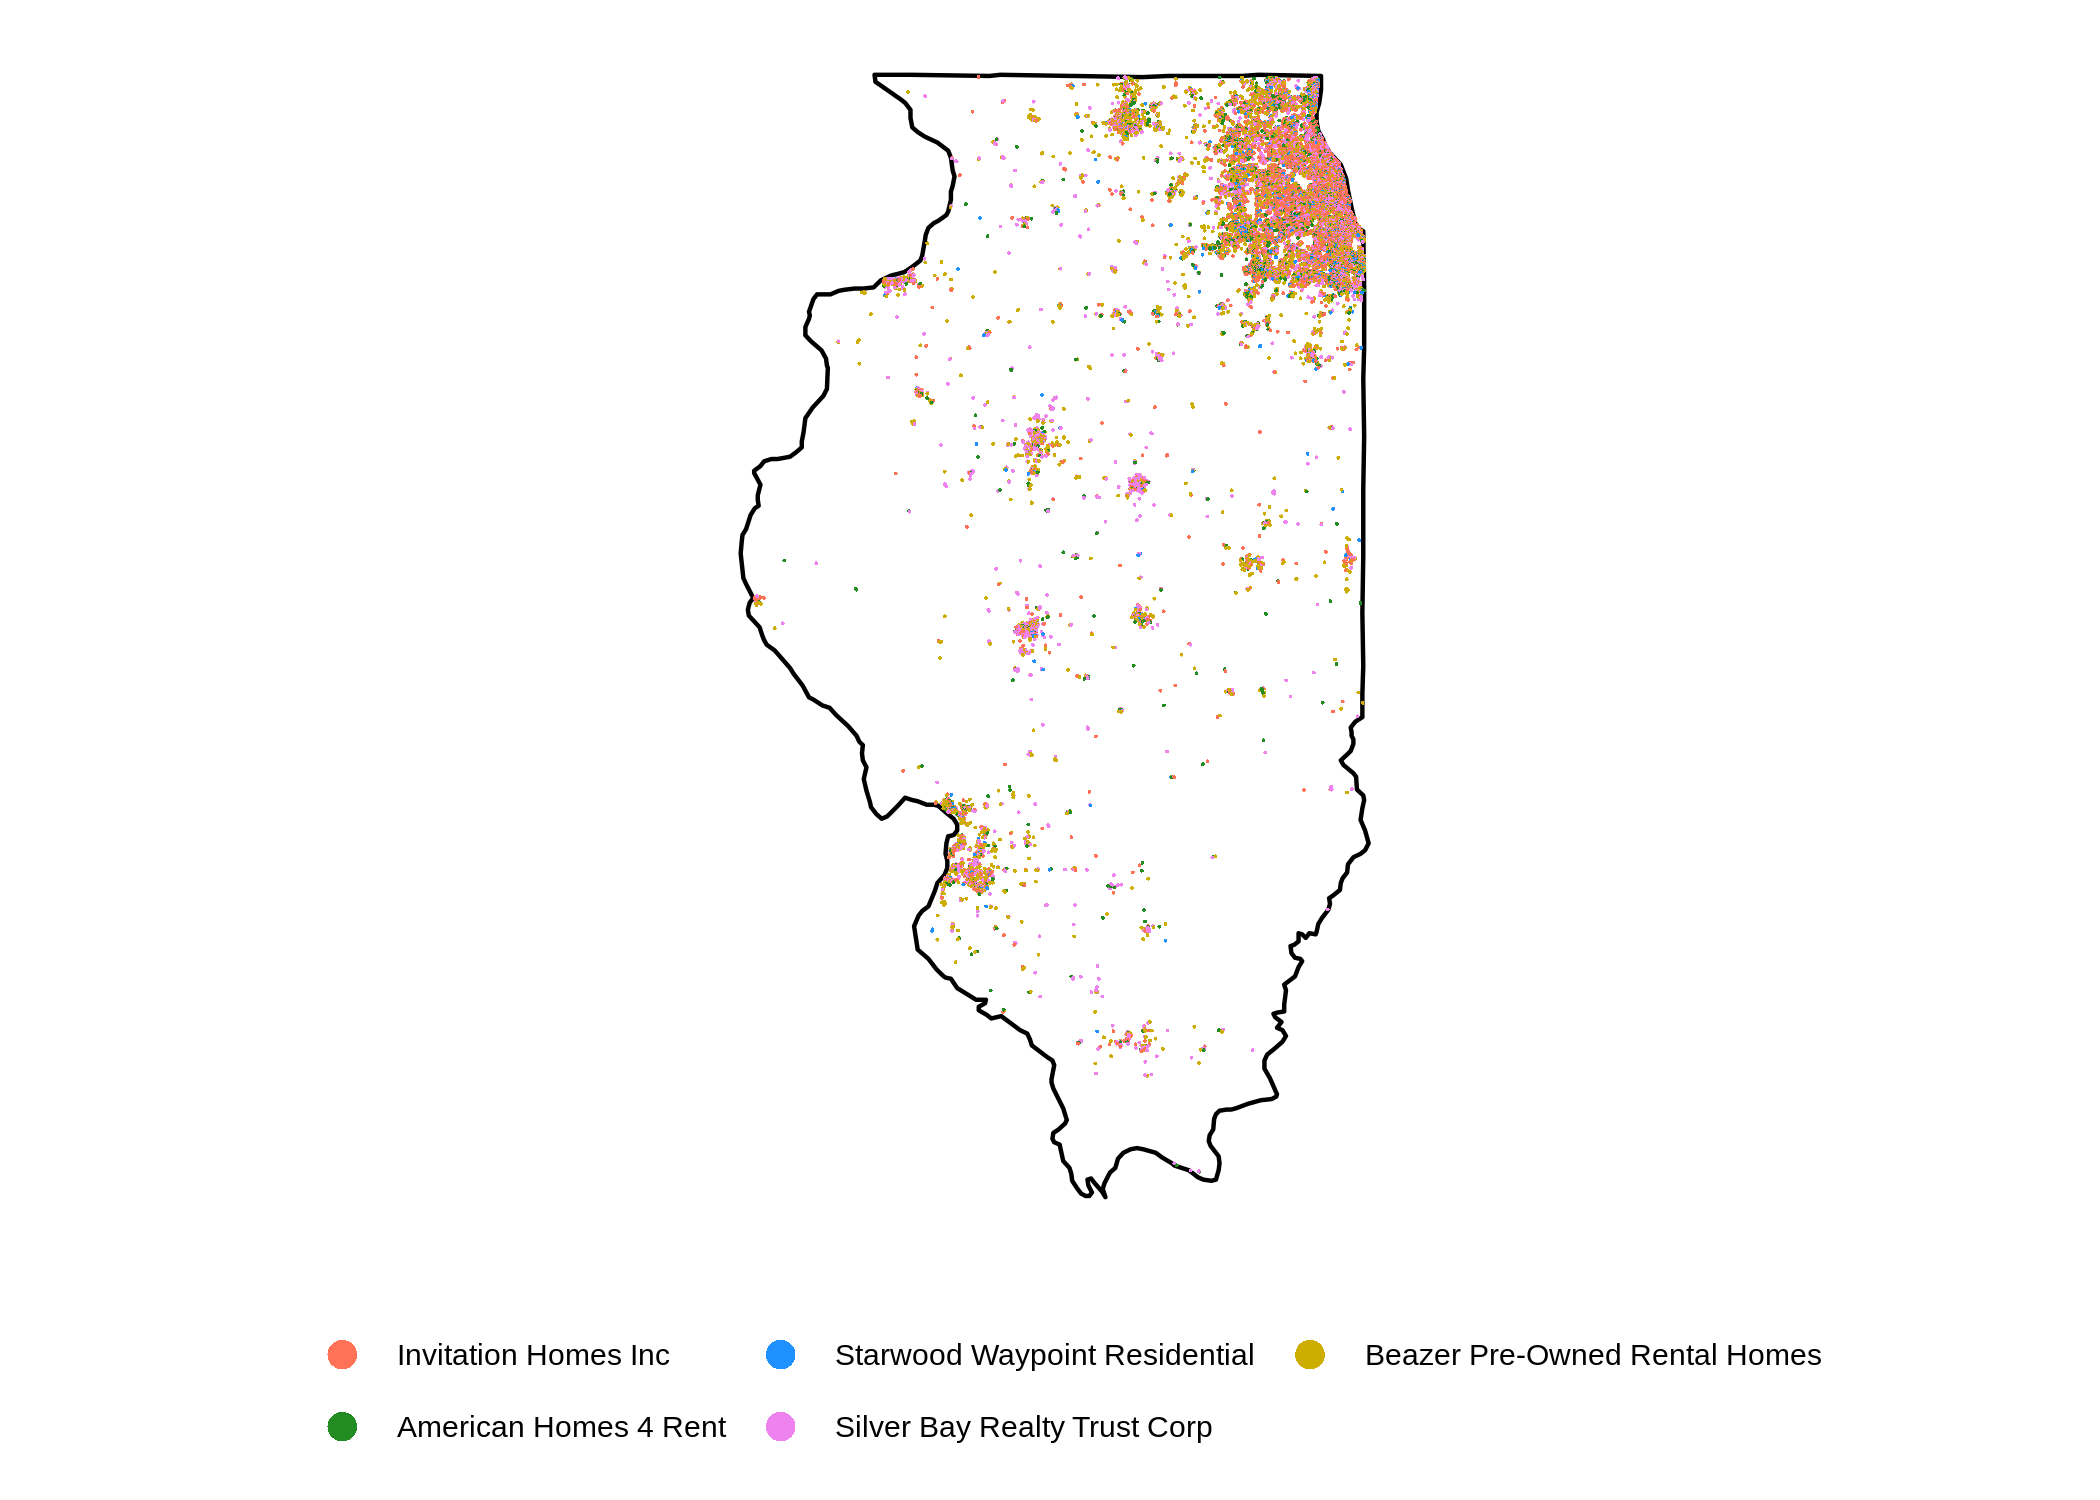 Invitation Homes Inc
Starwood Waypoint Residential
Beazer Pre-Owned Rental Homes
American Homes 4 Rent
Silver Bay Realty Trust Corp